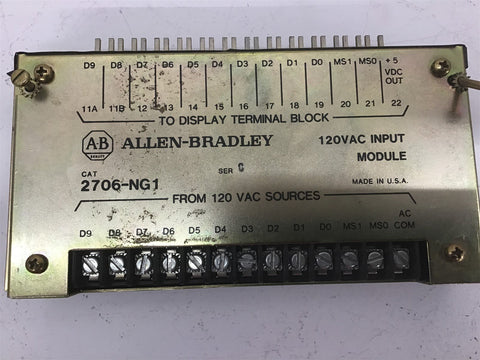 D9 D8 D7 D6 D5 D4 D3 D2 D1 D0 MS1 MS0 + 5
VDC
OUT
11A 11B 12 13 14 15 16 17 18 19 20 21 22
TO DISPLAY TERMINAL BLOCK
A-B
QUALITY
ALLEN-BRADLEY
120VAC INPUT
MODULE
SER C
CAT
2706-NG1
MADE IN U.S.A.
FROM 120 VAC SOURCES
D9 D8 D7 D6 D5 D4 D3 D2 D1 D0 MS1 MS0 AC
COM